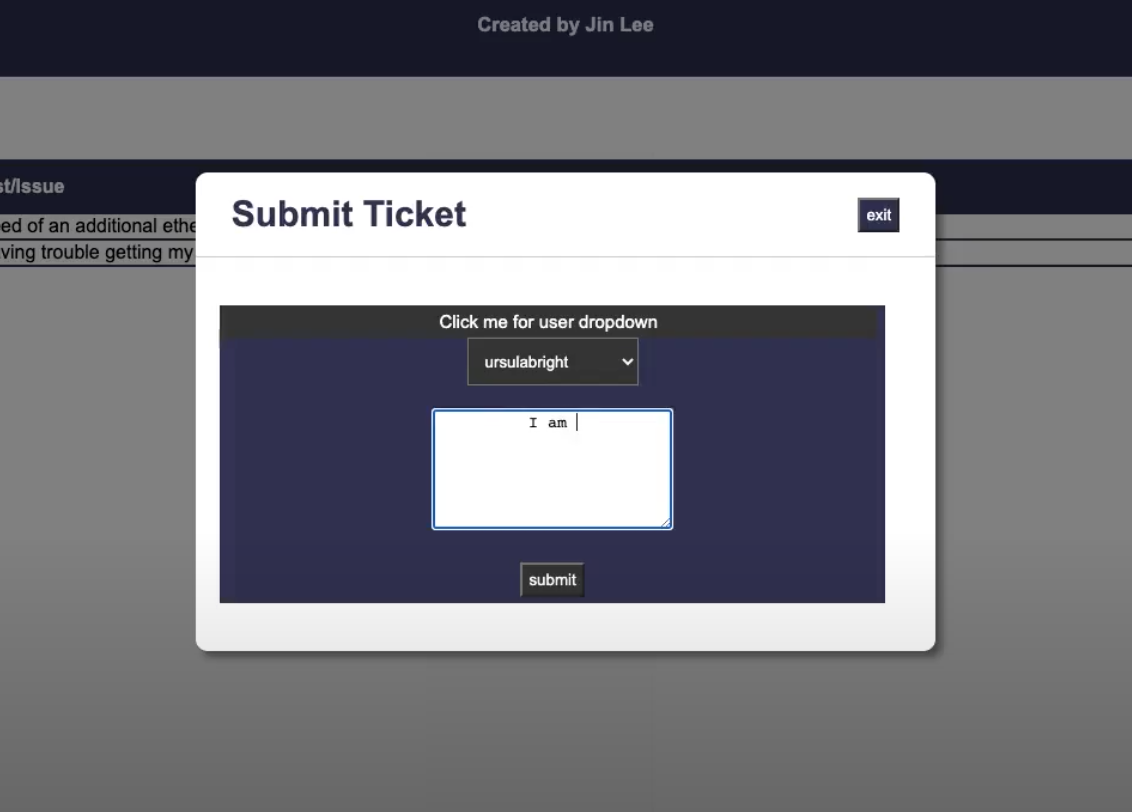 Created by Jin Lee
st/Issue
ed of an additional ethe
ving trouble getting my
Submit Ticket
exit
Click me for user dropdown
ursulabright
I am
submit